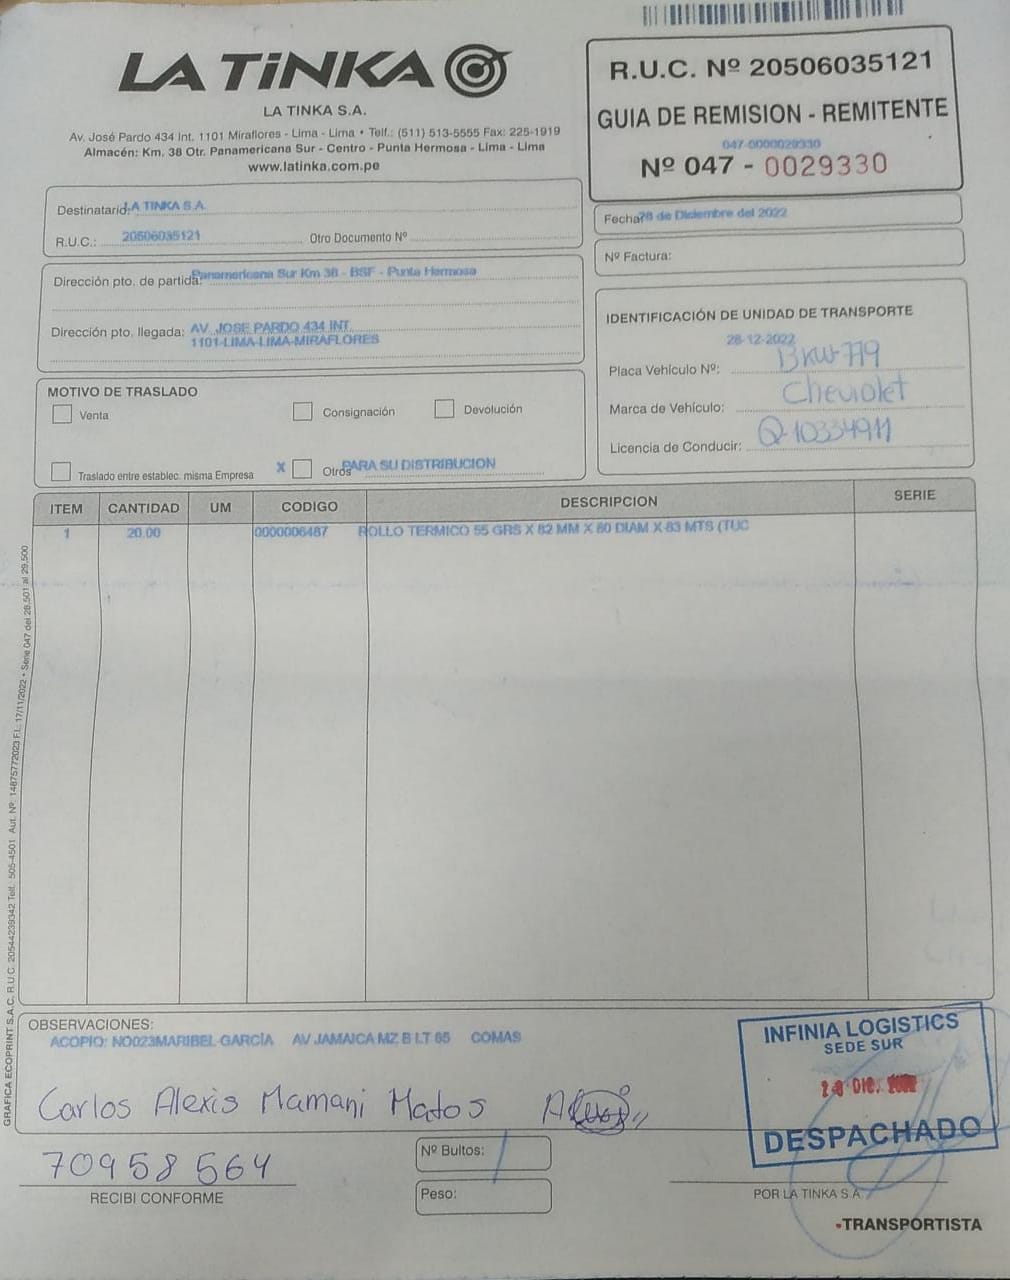 LA TiNKA
LA TINKA S.A.
Av. José Pardo 434 Int. 1101 Miraflores - Lima - Lima • Telf.: (511) 513-5555 Fax: 225-1919
Almacén: Km. 38 Otr. Panamericana Sur - Centro - Punta Hermosa - Lima - Lima
www.latinka.com.pe
R.U.C. Nº 20506035121
GUIA DE REMISION - REMITENTE
047-0000029330
Nº 047 - 0029330
Destinatario: LA TINKA S.A.
R.U.C.: 20506035121 Otro Documento Nº
Fecha: 28 de Diciembre del 2022
Nº Factura:
Dirección pto. de partida: Panamericana Sur Km 38 - BSF - Punta Hermosa
Dirección pto. llegada: AV. JOSE PARDO 434 INT.
1101-LIMA-LIMA-MIRAFLORES
IDENTIFICACIÓN DE UNIDAD DE TRANSPORTE
28-12-2022
Placa Vehículo Nº: BKW-779
Marca de Vehículo: Chevrolet
Licencia de Conducir: Q-10334911
MOTIVO DE TRASLADO
Venta Consignación Devolución
Traslado entre establec. misma Empresa X Otros PARA SU DISTRIBUCION
ITEM CANTIDAD UM CODIGO DESCRIPCION SERIE
1 20.00 0000006487 ROLLO TERMICO 55 GRS X 82 MM X 80 DIAM X 83 MTS (TUC
GRAFICA ECOPRINT S.A.C. R.U.C. 20544239342 Telf. 505-4501 Aut. Nº. 14875772023 F.I.: 17/11/2022 • Serie 047 del 28,501 al 29,500
OBSERVACIONES:
ACOPIO: NO023MARIBEL GARCÍA AV JAMAICA MZ B LT 65 COMAS
Carlos Alexis Mamani Matos
70958564
RECIBI CONFORME
Nº Bultos: 1
Peso:
INFINIA LOGISTICS
SEDE SUR
28 DIC. 2022
DESPACHADO
POR LA TINKA S.A.
•TRANSPORTISTA